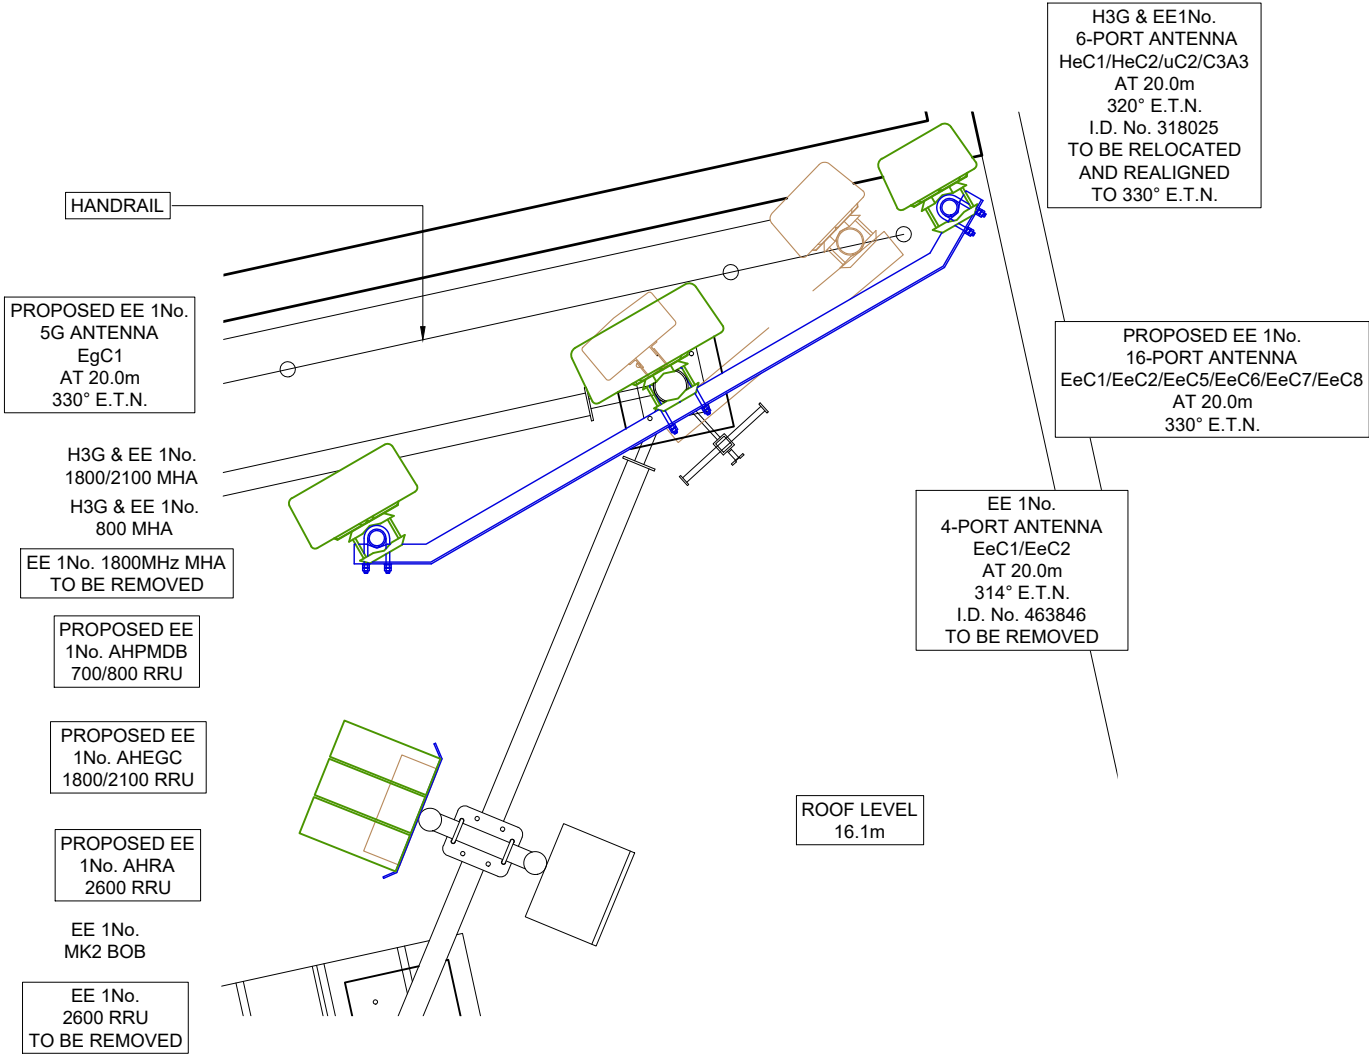 H3G & EE1No.
6-PORT ANTENNA
HeC1/HeC2/uC2/C3A3
AT 20.0m
320° E.T.N.
I.D. No. 318025
TO BE RELOCATED
AND REALIGNED
TO 330° E.T.N.
HANDRAIL
PROPOSED EE 1No.
5G ANTENNA
EgC1
AT 20.0m
330° E.T.N.
PROPOSED EE 1No.
16-PORT ANTENNA
EeC1/EeC2/EeC5/EeC6/EeC7/EeC8
AT 20.0m
330° E.T.N.
H3G & EE 1No.
1800/2100 MHA
H3G & EE 1No.
800 MHA
EE 1No. 1800MHz MHA
TO BE REMOVED
EE 1No.
4-PORT ANTENNA
EeC1/EeC2
AT 20.0m
314° E.T.N.
I.D. No. 463846
TO BE REMOVED
PROPOSED EE
1No. AHPMDB
700/800 RRU
PROPOSED EE
1No. AHEGC
1800/2100 RRU
ROOF LEVEL
16.1m
PROPOSED EE
1No. AHRA
2600 RRU
EE 1No.
MK2 BOB
EE 1No.
2600 RRU
TO BE REMOVED